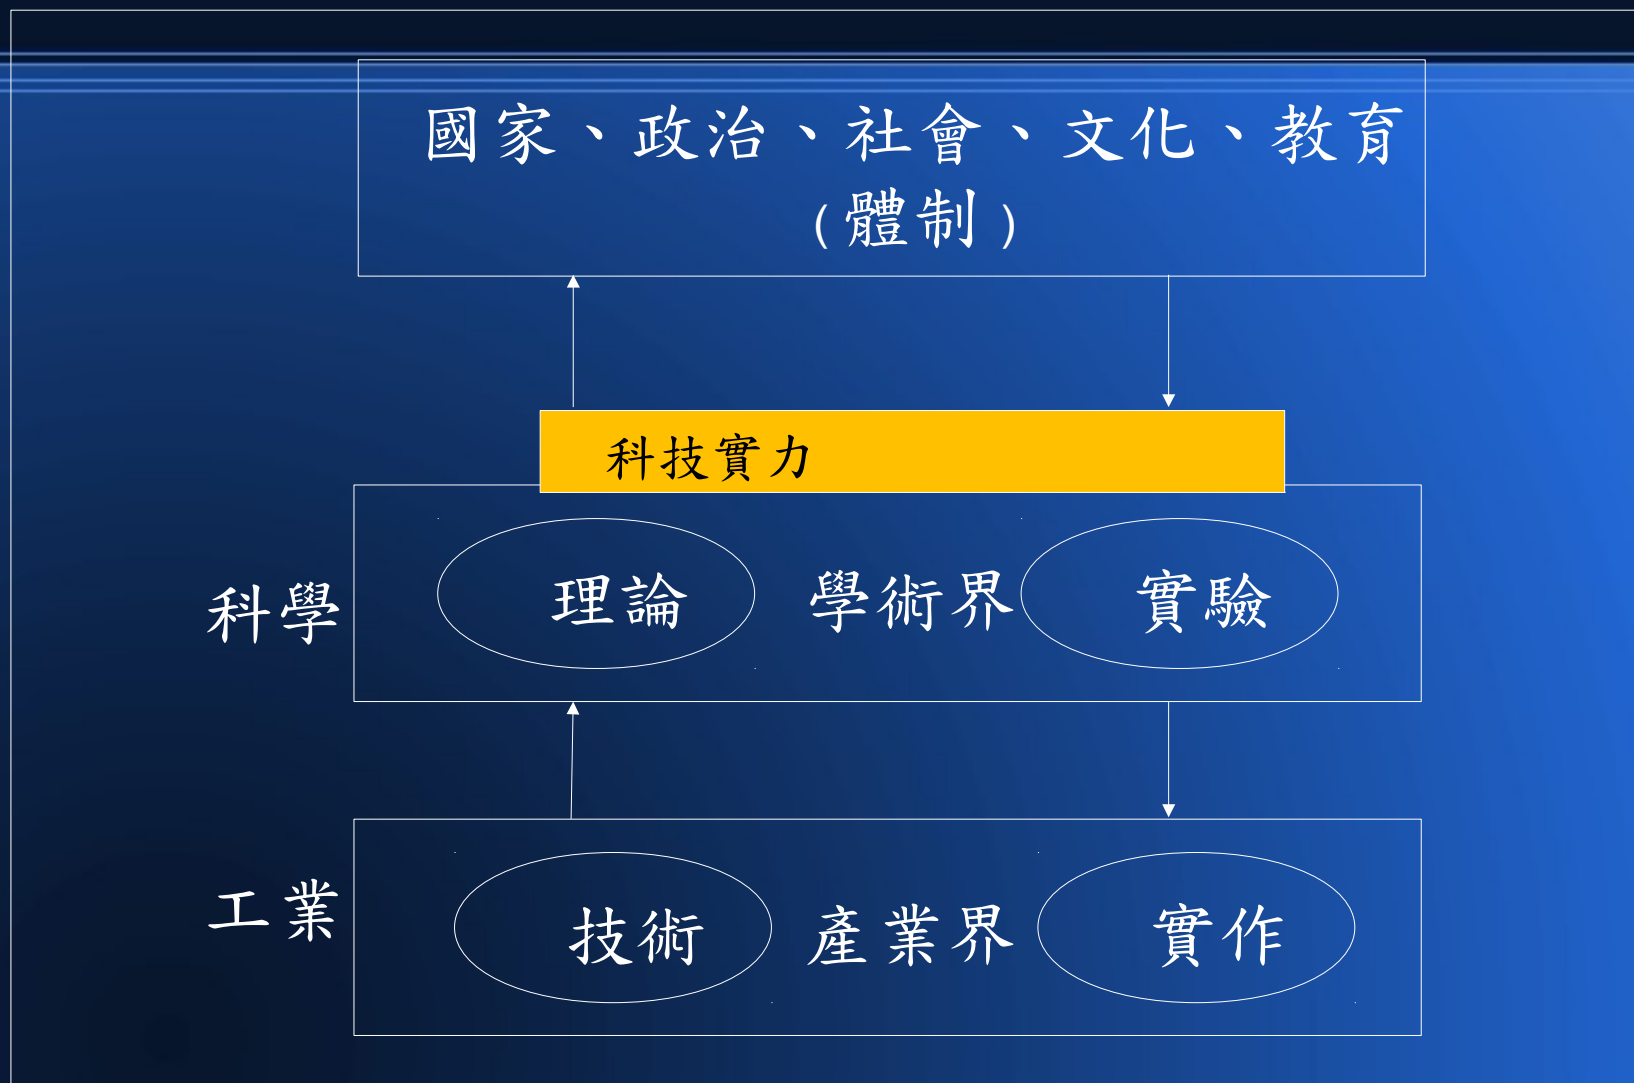 國家、政治、社會、文化、教育
(體制)
科技實力
科學
理論 學術界 實驗
工業
技術 產業界 實作